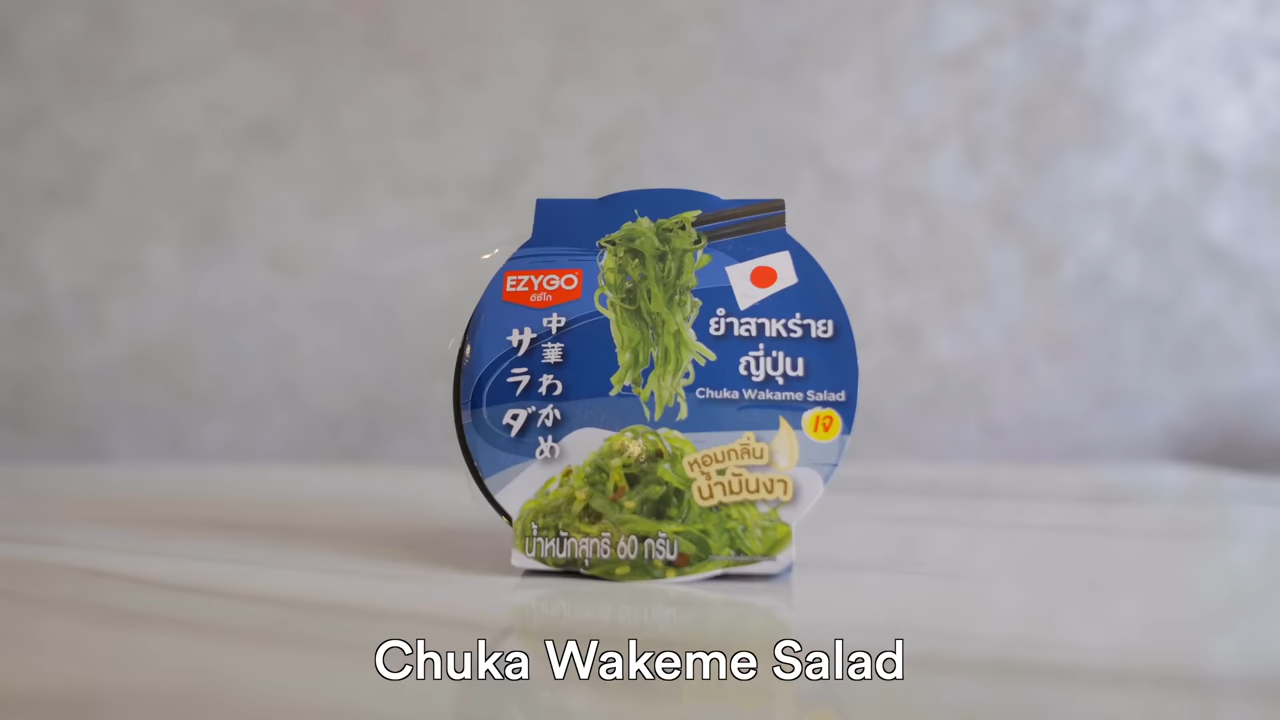 EZYGO
อีซี่โก
中華わかめ
サラダ
ยำสาหร่าย
ญี่ปุ่น
Chuka Wakame Salad
เจ
หอมกลิ่น
น้ำมันงา
น้ำหนักสุทธิ 60 กรัม
Chuka Wakeme Salad